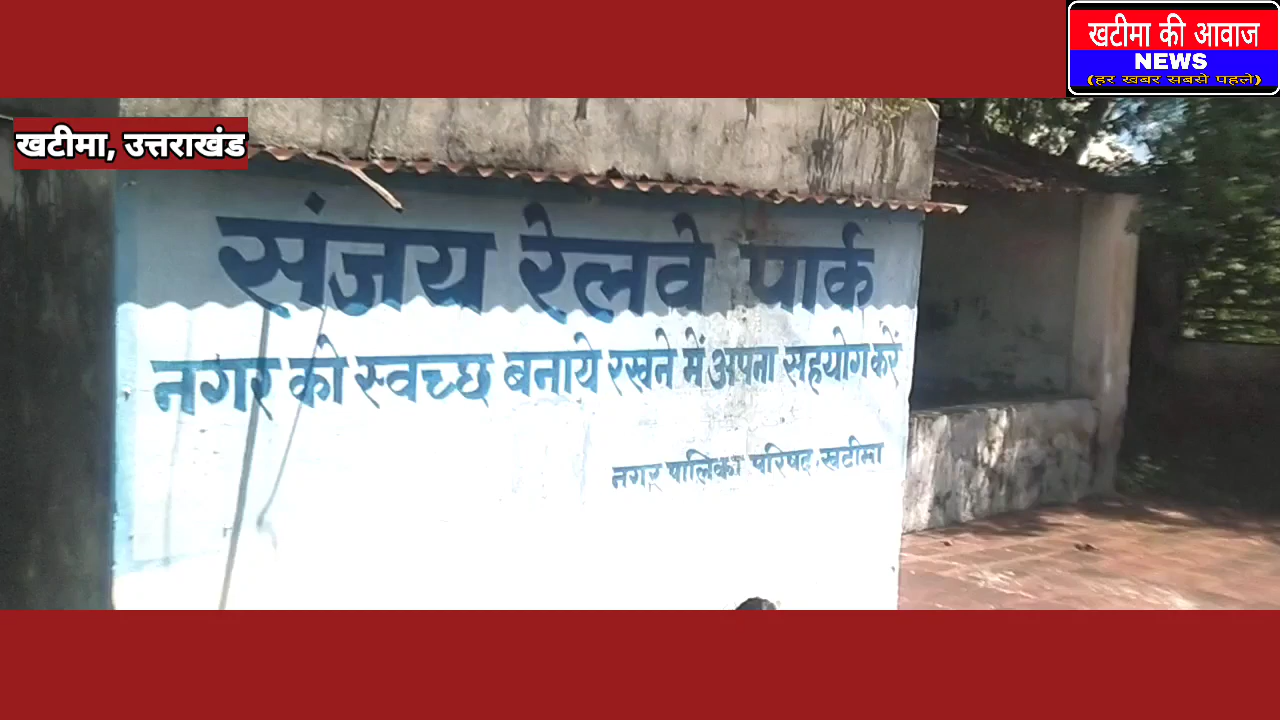 खटीमा की आवाज
NEWS
(हर खबर सबसे पहले)
खटीमा, उत्तराखंड
संजय रेलवे पार्क
नगर को स्वच्छ बनाये रखने में अपना सहयोग करें
नगर पालिका परिषद खटीमा